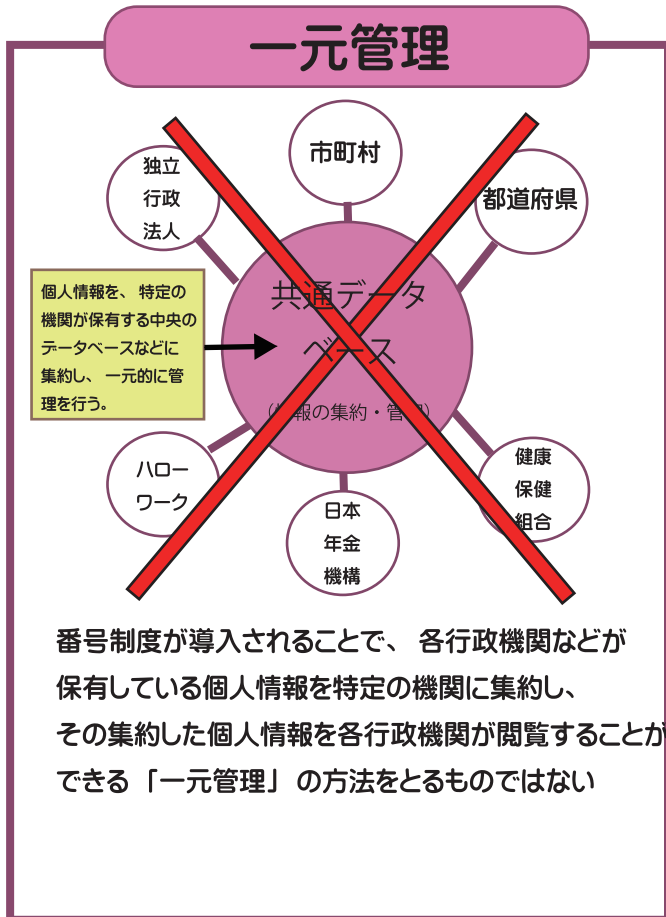 一元管理
市町村
独立
行政
法人
都道府県
共通データ
ベース
個人情報を、特定の
機関が保有する中央の
データベースなどに
集約し、一元的に管
理を行う。
報の集約・管
ハロー
ワーク
日本
年金
機構
健康
保健
組合
番号制度が導入されることで、各行政機関などが
保有している個人情報を特定の機関に集約し、
その集約した個人情報を各行政機関が閲覧することが
できる「一元管理」の方法をとるものではない